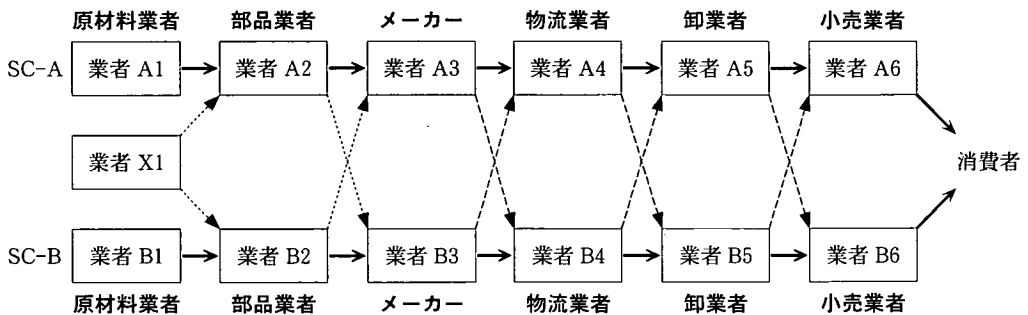 原材料業者 部品業者 メーカー 物流業者 卸業者 小売業者
SC-A 業者 A1 業者 A2 業者 A3 業者 A4 業者 A5 業者 A6
業者 X1 消費者
SC-B 業者 B1 業者 B2 業者 B3 業者 B4 業者 B5 業者 B6
原材料業者 部品業者 メーカー 物流業者 卸業者 小売業者